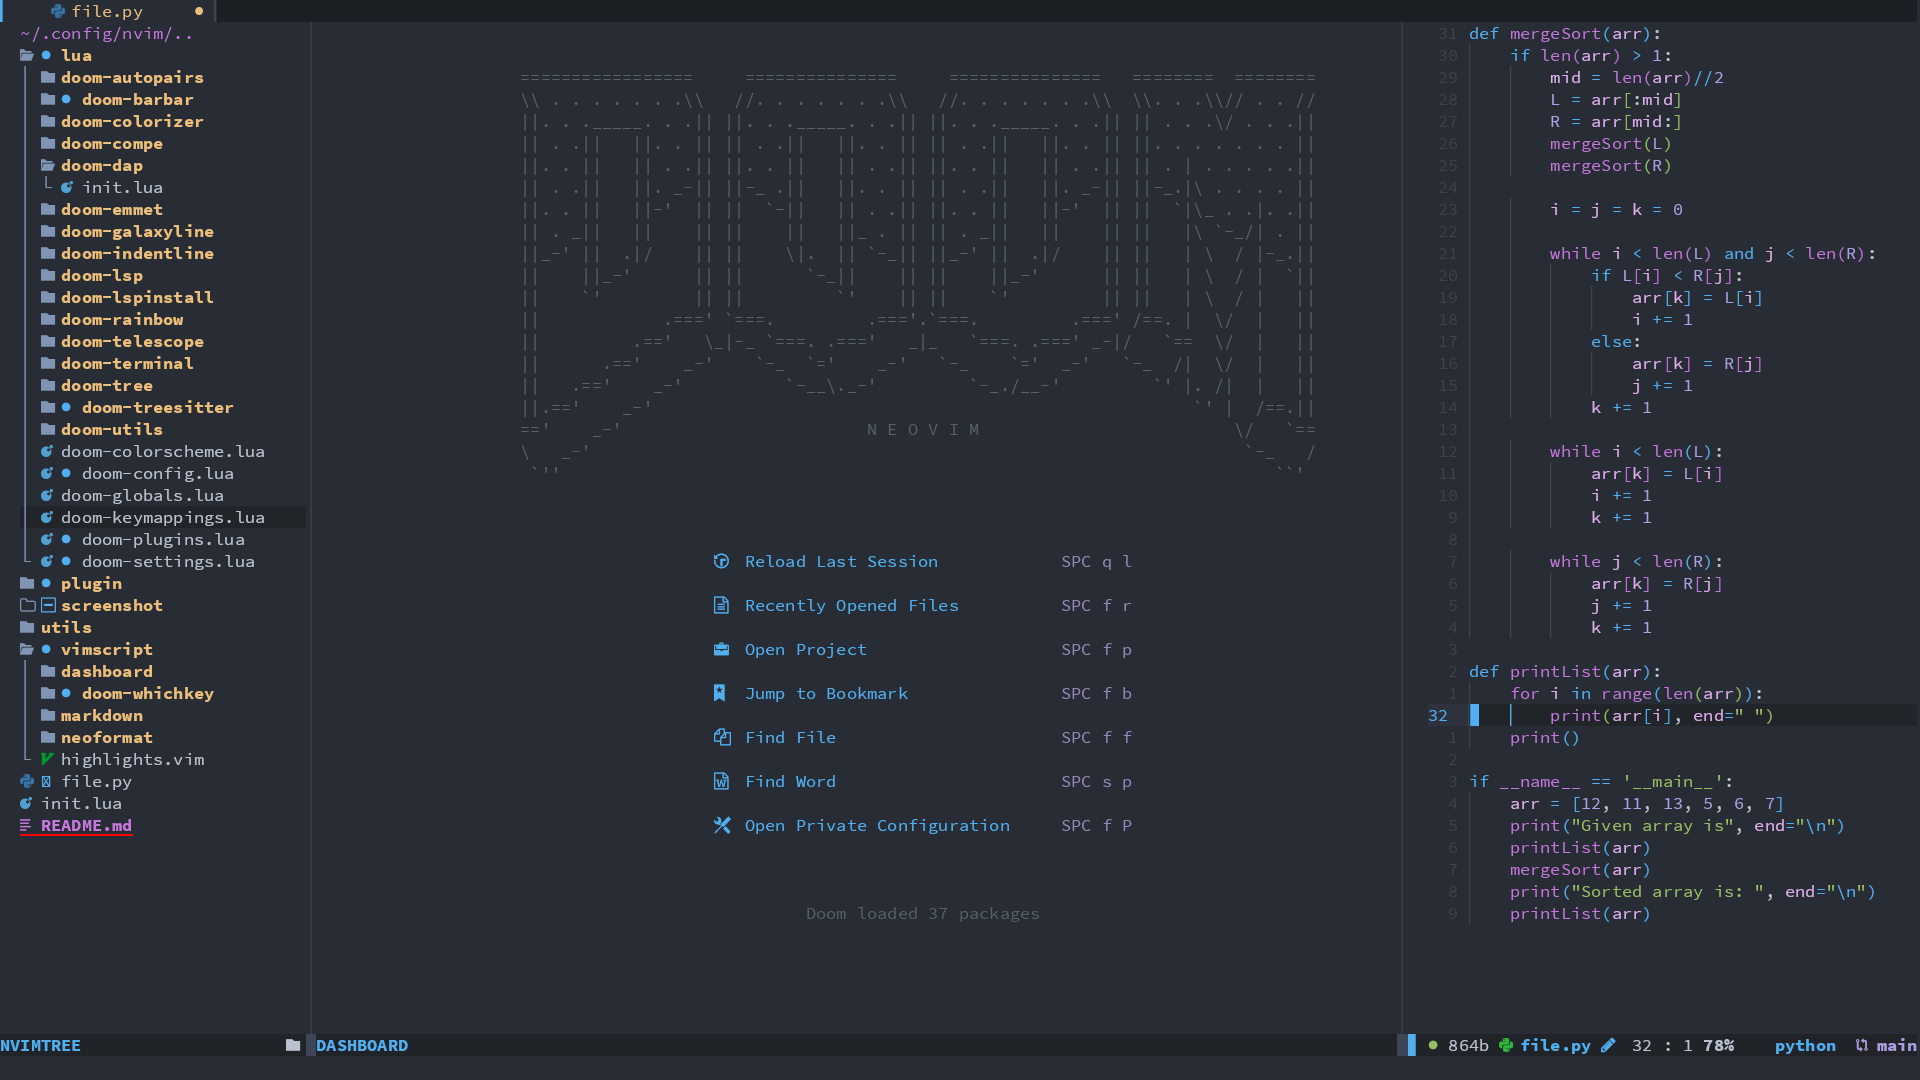 file.py
~/.config/nvim/..
lua
doom-autopairs
doom-barbar
doom-colorizer
doom-compe
doom-dap
init.lua
doom-emmet
doom-galaxyline
doom-indentline
doom-lsp
doom-lspinstall
doom-rainbow
doom-telescope
doom-terminal
doom-tree
doom-treesitter
doom-utils
doom-colorscheme.lua
doom-config.lua
doom-globals.lua
doom-keymappings.lua
doom-plugins.lua
doom-settings.lua
plugin
screenshot
utils
vimscript
dashboard
doom-whichkey
markdown
neoformat
highlights.vim
file.py
init.lua
README.md
N E O V I M
Reload Last Session SPC q l
Recently Opened Files SPC f r
Open Project SPC f p
Jump to Bookmark SPC f b
Find File SPC f f
Find Word SPC s p
Open Private Configuration SPC f P
Doom loaded 37 packages
31 def mergeSort(arr):
30 if len(arr) > 1:
29 mid = len(arr)//2
28 L = arr[:mid]
27 R = arr[mid:]
26 mergeSort(L)
25 mergeSort(R)
24
23 i = j = k = 0
22
21 while i < len(L) and j < len(R):
20 if L[i] < R[j]:
19 arr[k] = L[i]
18 i += 1
17 else:
16 arr[k] = R[j]
15 j += 1
14 k += 1
13
12 while i < len(L):
11 arr[k] = L[i]
10 i += 1
9 k += 1
8
7 while j < len(R):
6 arr[k] = R[j]
5 j += 1
4 k += 1
3
2 def printList(arr):
1 for i in range(len(arr)):
32 print(arr[i], end=" ")
1 print()
2
3 if __name__ == '__main__':
4 arr = [12, 11, 13, 5, 6, 7]
5 print("Given array is", end="\n")
6 printList(arr)
7 mergeSort(arr)
8 print("Sorted array is: ", end="\n")
9 printList(arr)
NVIMTREE
DASHBOARD
864b file.py 32 : 1 78% python main